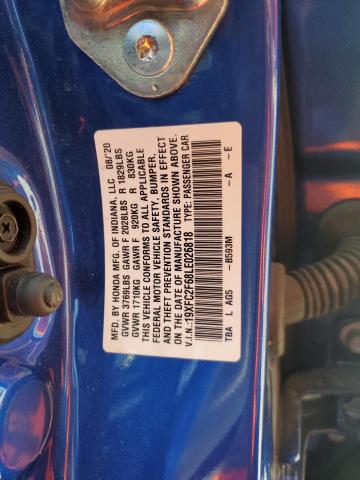 MFD. BY HONDA MFG. OF INDIANA, LLC 08/'20
GVWR 3769LBS GAWR F 2028LBS R 1829LBS
GVWR 1710KG GAWR F 920KG R 830KG
THIS VEHICLE CONFORMS TO ALL APPLICABLE
FEDERAL MOTOR VEHICLE SAFETY, BUMPER,
AND THEFT PREVENTION STANDARDS IN EFFECT
ON THE DATE OF MANUFACTURE SHOWN ABOVE.
V.I.N.:19XFC2F68LE026818 TYPE: PASSENGER CAR
TBA L AG5 -B593M -A -E